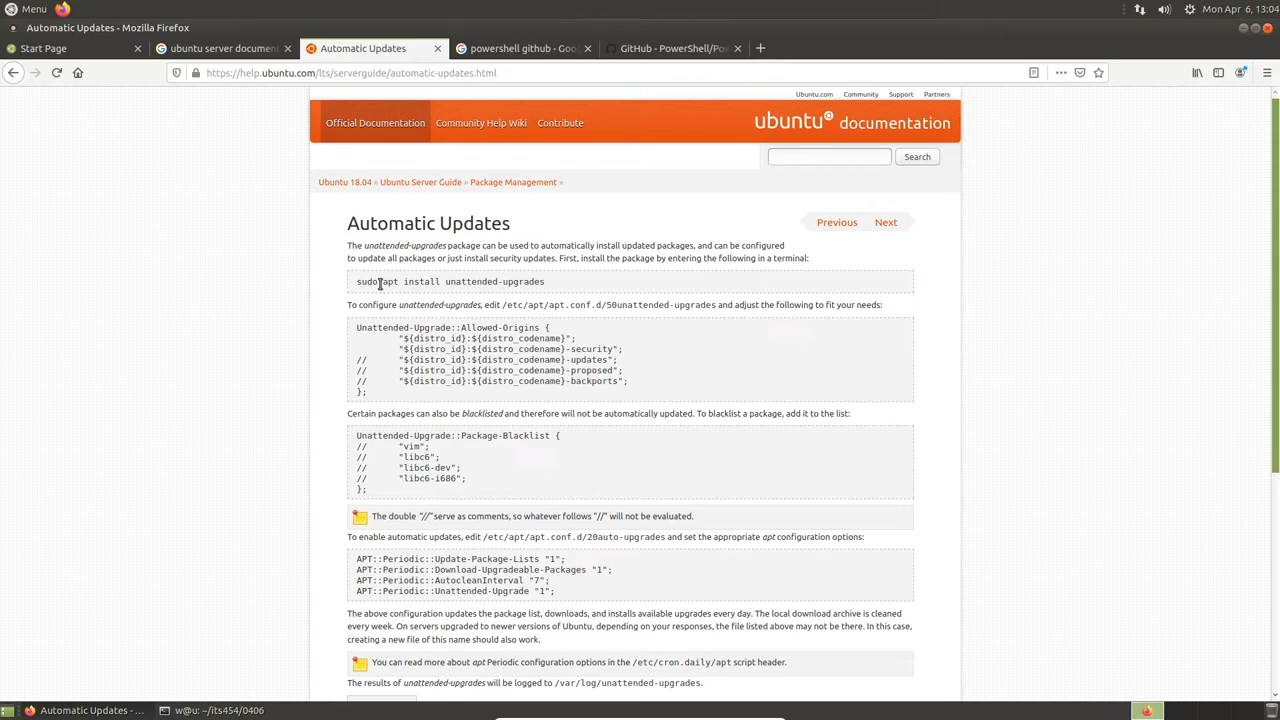 Menu
Mon Apr 6, 13:04
Automatic Updates - Mozilla Firefox
Start Page
ubuntu server document
Automatic Updates
powershell github - Goo
GitHub - PowerShell/Pow
https://help.ubuntu.com/lts/serverguide/automatic-updates.html
Ubuntu.com Community Support Partners
Official Documentation Community Help Wiki Contribute
ubuntu documentation
Search
Ubuntu 18.04 » Ubuntu Server Guide » Package Management »
Automatic Updates
Previous Next
The unattended-upgrades package can be used to automatically install updated packages, and can be configured
to update all packages or just install security updates. First, install the package by entering the following in a terminal:
sudo apt install unattended-upgrades
To configure unattended-upgrades, edit /etc/apt/apt.conf.d/50unattended-upgrades and adjust the following to fit your needs:
Unattended-Upgrade::Allowed-Origins {
"${distro_id}:${distro_codename}";
"${distro_id}:${distro_codename}-security";
// "${distro_id}:${distro_codename}-updates";
// "${distro_id}:${distro_codename}-proposed";
// "${distro_id}:${distro_codename}-backports";
};
Certain packages can also be blacklisted and therefore will not be automatically updated. To blacklist a package, add it to the list:
Unattended-Upgrade::Package-Blacklist {
// "vim";
// "libc6";
// "libc6-dev";
// "libc6-i686";
};
The double "//" serve as comments, so whatever follows "//" will not be evaluated.
To enable automatic updates, edit /etc/apt/apt.conf.d/20auto-upgrades and set the appropriate apt configuration options:
APT::Periodic::Update-Package-Lists "1";
APT::Periodic::Download-Upgradeable-Packages "1";
APT::Periodic::AutocleanInterval "7";
APT::Periodic::Unattended-Upgrade "1";
The above configuration updates the package list, downloads, and installs available upgrades every day. The local download archive is cleaned
every week. On servers upgraded to newer versions of Ubuntu, depending on your responses, the file listed above may not be there. In this case,
creating a new file of this name should also work.
You can read more about apt Periodic configuration options in the /etc/cron.daily/apt script header.
The results of unattended-upgrades will be logged to /var/log/unattended-upgrades.
Automatic Updates - ...
w@u: ~/its454/0406